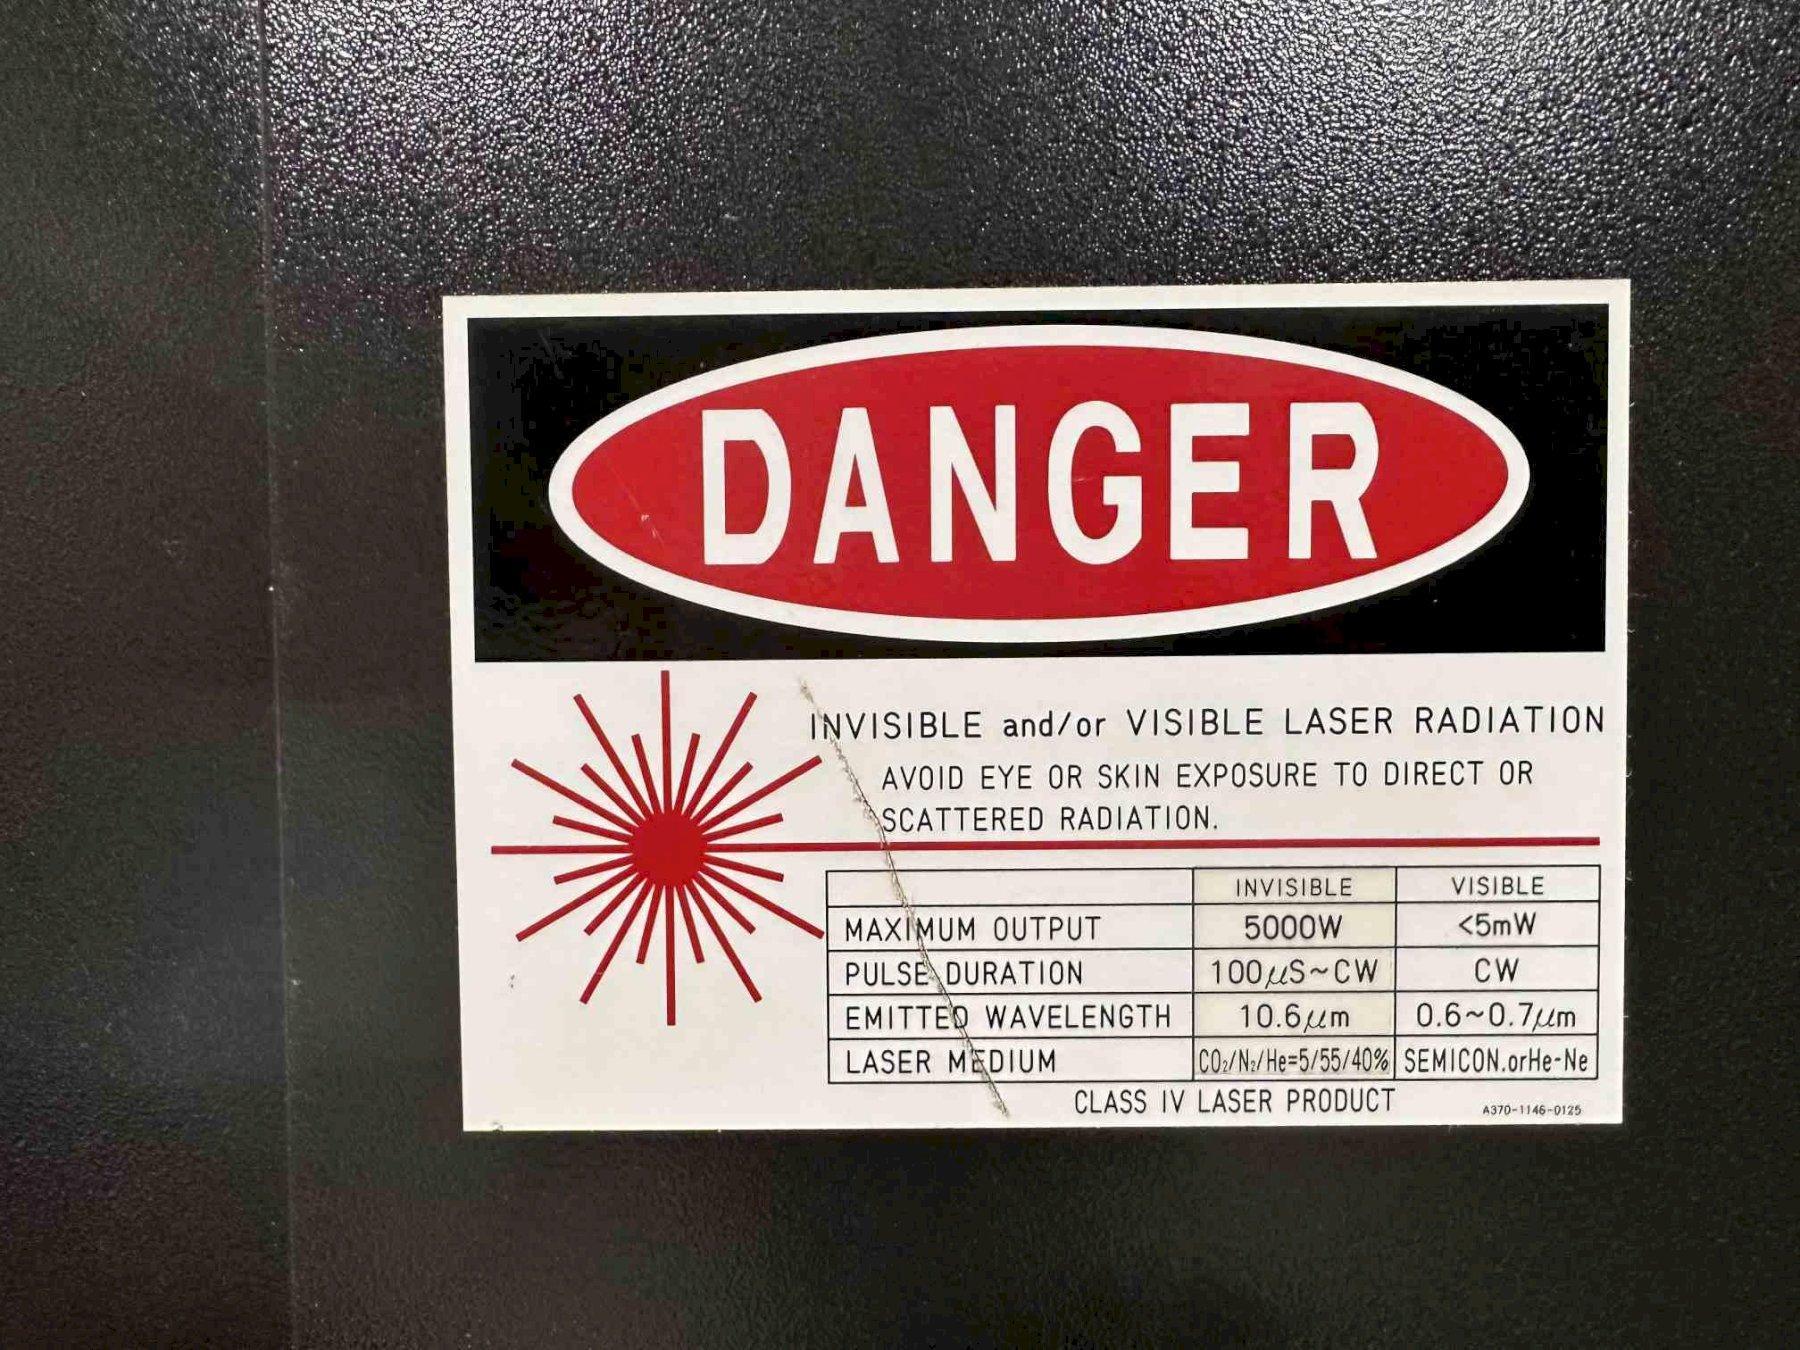 DANGER
INVISIBLE and/or VISIBLE LASER RADIATION
AVOID EYE OR SKIN EXPOSURE TO DIRECT OR
SCATTERED RADIATION.
INVISIBLE VISIBLE
MAXIMUM OUTPUT 5000W <5mW
PULSE DURATION 100μS~CW CW
EMITTED WAVELENGTH 10.6μm 0.6~0.7μm
LASER MEDIUM CO₂/N₂/He=5/55/40% SEMICON.orHe-Ne
CLASS IV LASER PRODUCT
A370-1146-0125